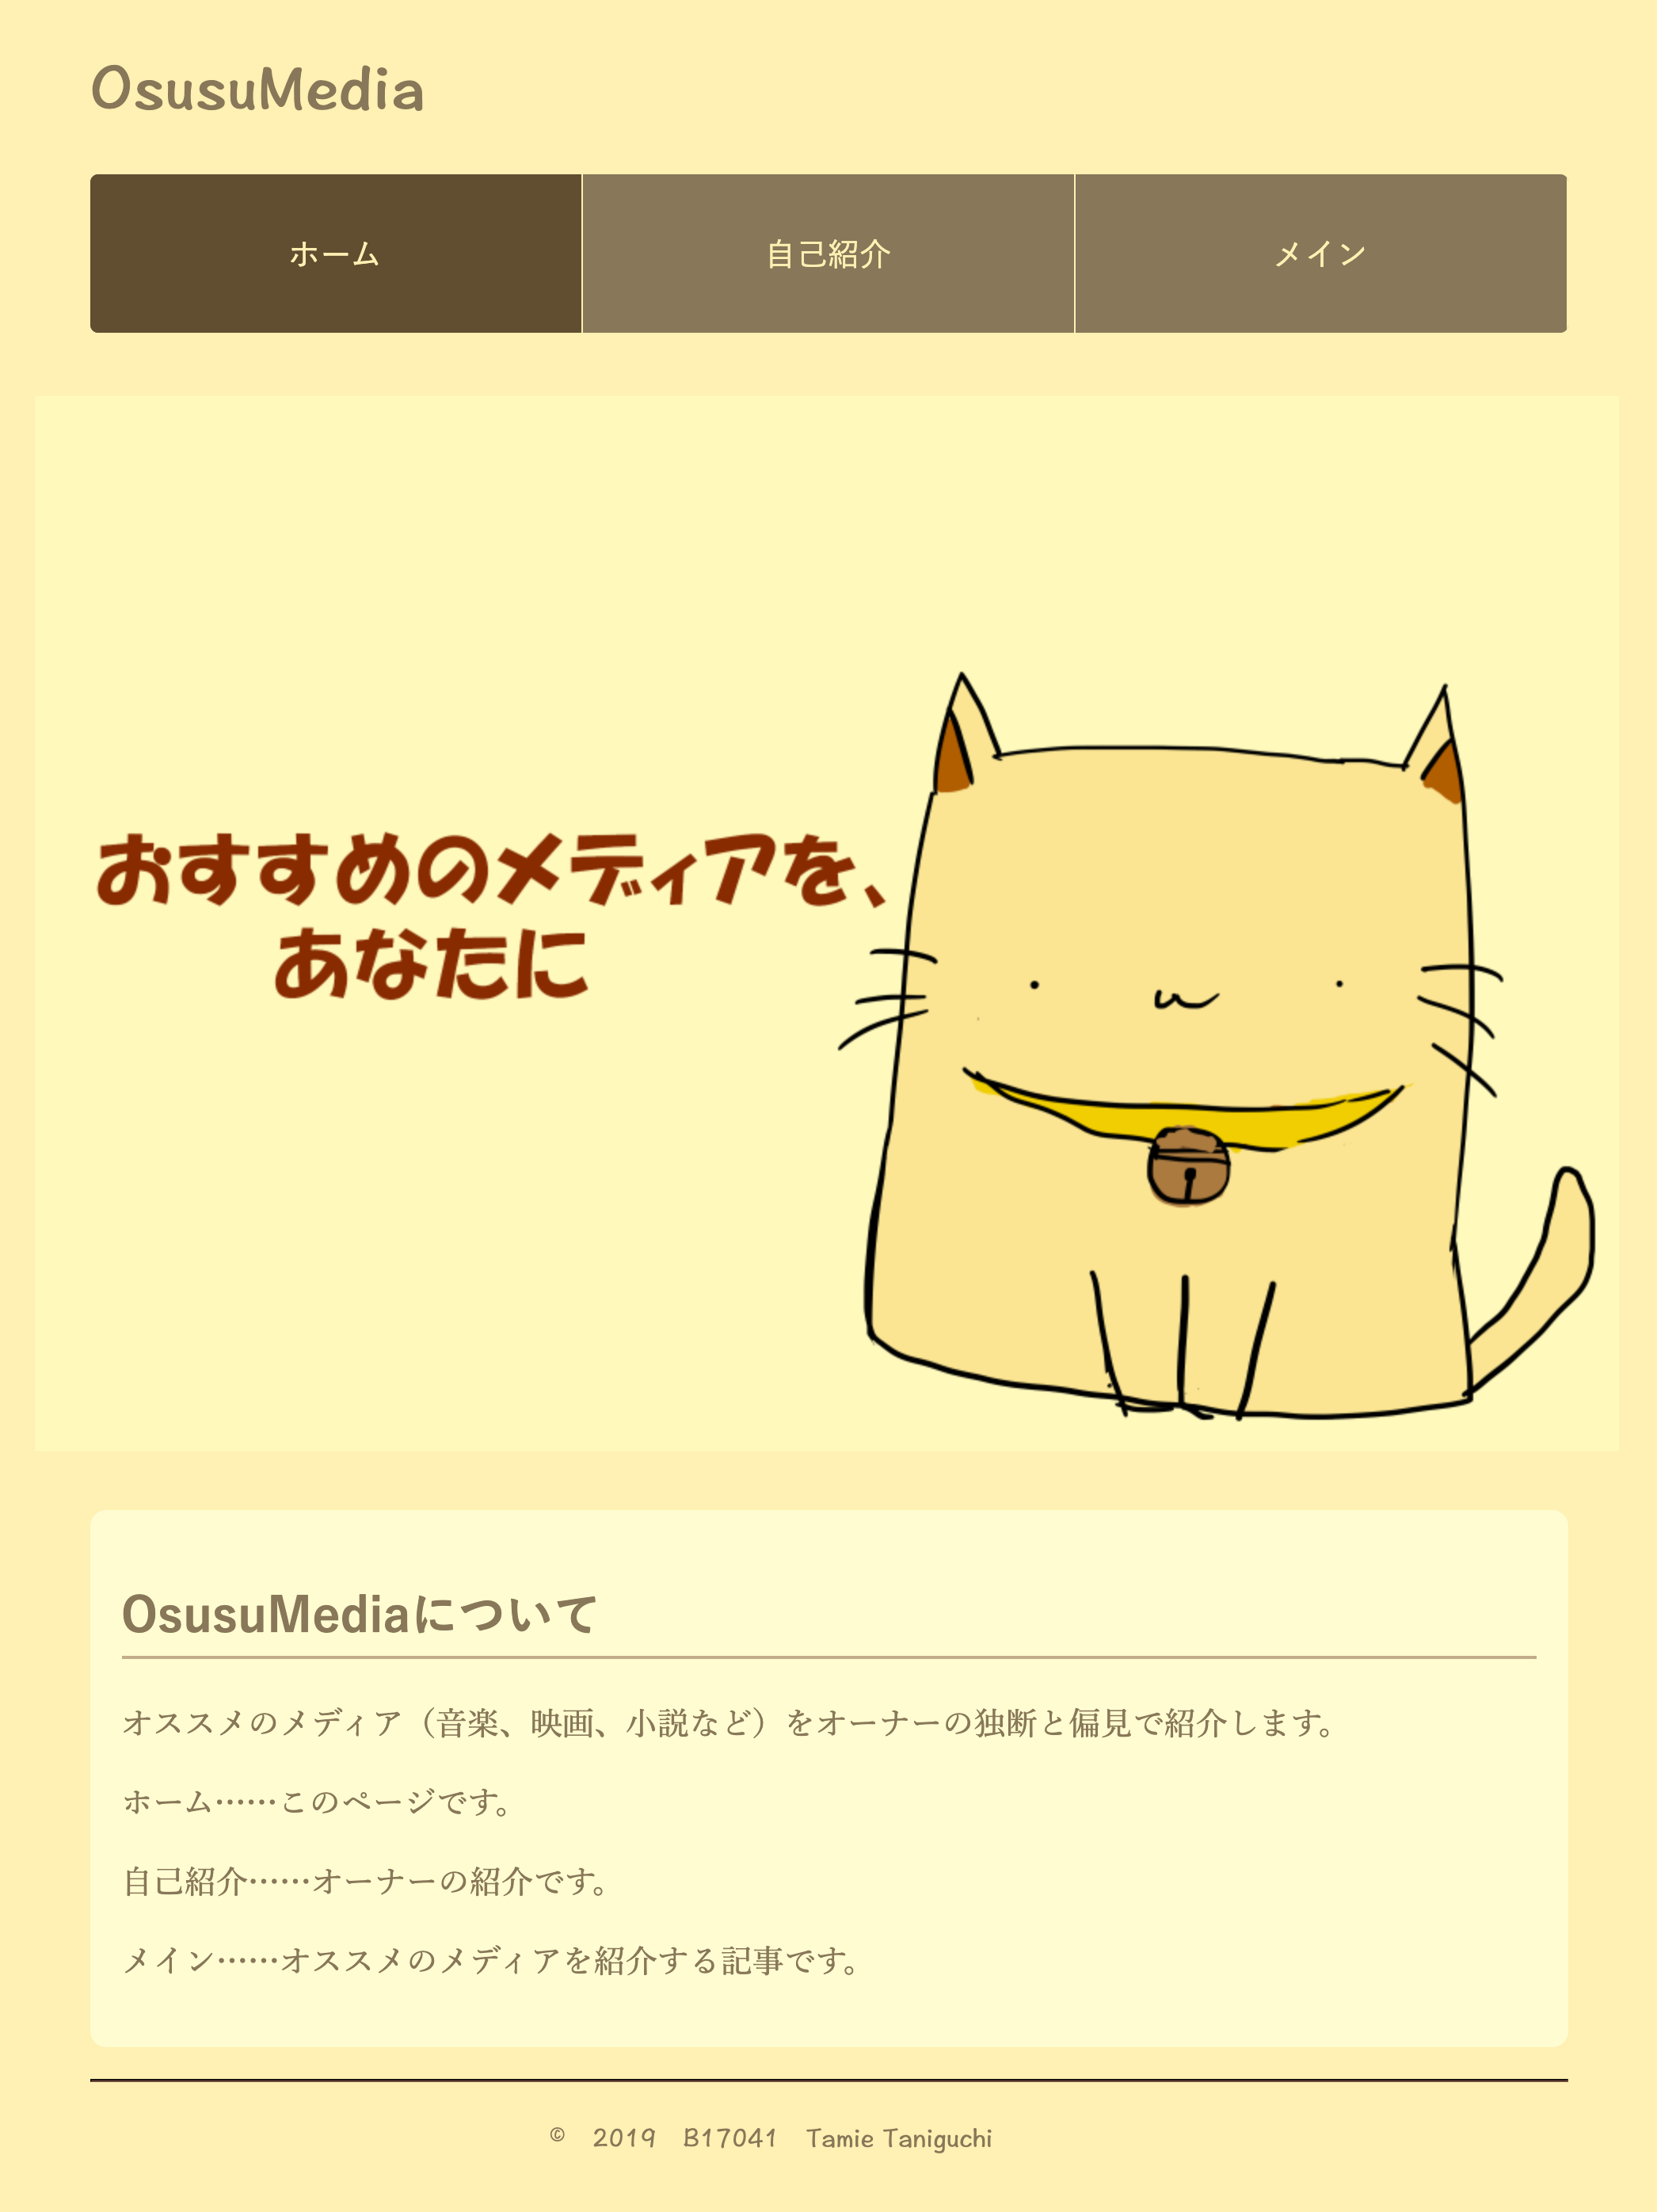 OsusuMedia
ホーム
自己紹介
メイン
おすすめのメディアを、
あなたに
OsusuMediaについて
オススメのメディア（音楽、映画、小説など）をオーナーの独断と偏見で紹介します。
ホーム……このページです。
自己紹介……オーナーの紹介です。
メイン……オススメのメディアを紹介する記事です。
©　2019　B17041　Tamie Taniguchi